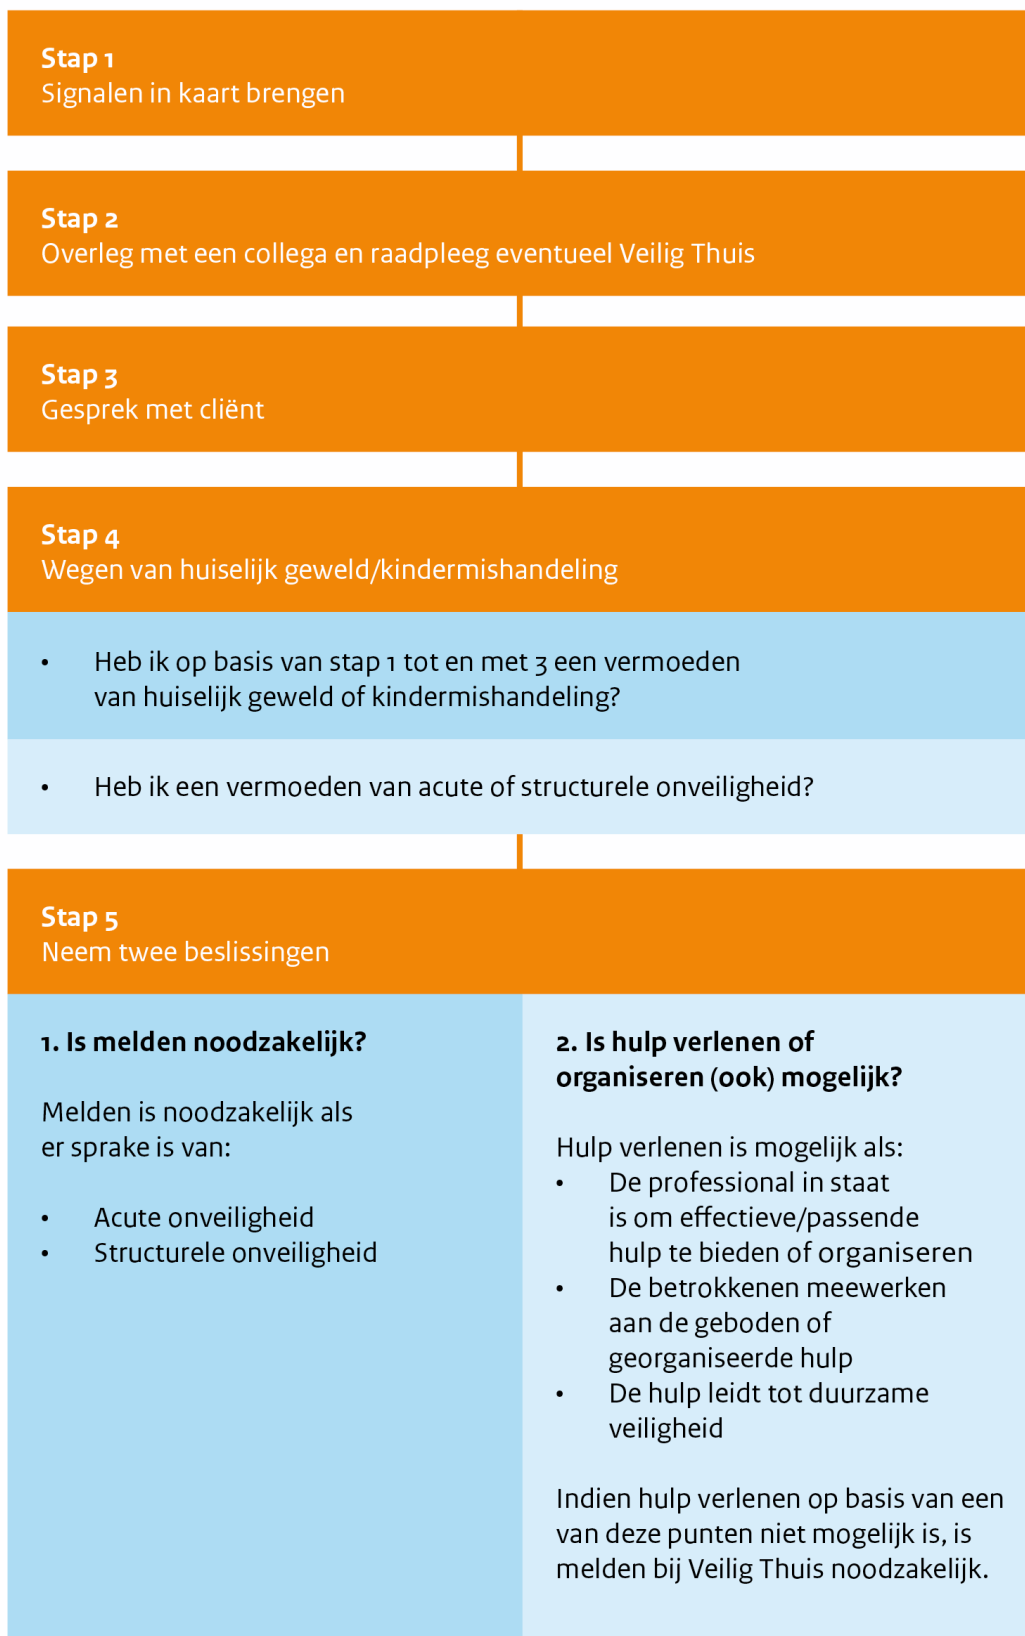 Stap 1
Signalen in kaart brengen
Stap 2
Overleg met een collega en raadpleeg eventueel Veilig Thuis
Stap 3
Gesprek met cliënt
Stap 4
Wegen van huiselijk geweld/kindermishandeling
• Heb ik op basis van stap 1 tot en met 3 een vermoeden
van huiselijk geweld of kindermishandeling?
• Heb ik een vermoeden van acute of structurele onveiligheid?
Stap 5
Neem twee beslissingen
1. Is melden noodzakelijk?
Melden is noodzakelijk als
er sprake is van:
• Acute onveiligheid
• Structurele onveiligheid
2. Is hulp verlenen of
organiseren (ook) mogelijk?
Hulp verlenen is mogelijk als:
• De professional in staat
is om effectieve/passende
hulp te bieden of organiseren
• De betrokkenen meewerken
aan de geboden of
georganiseerde hulp
• De hulp leidt tot duurzame
veiligheid
Indien hulp verlenen op basis van een
van deze punten niet mogelijk is, is
melden bij Veilig Thuis noodzakelijk.